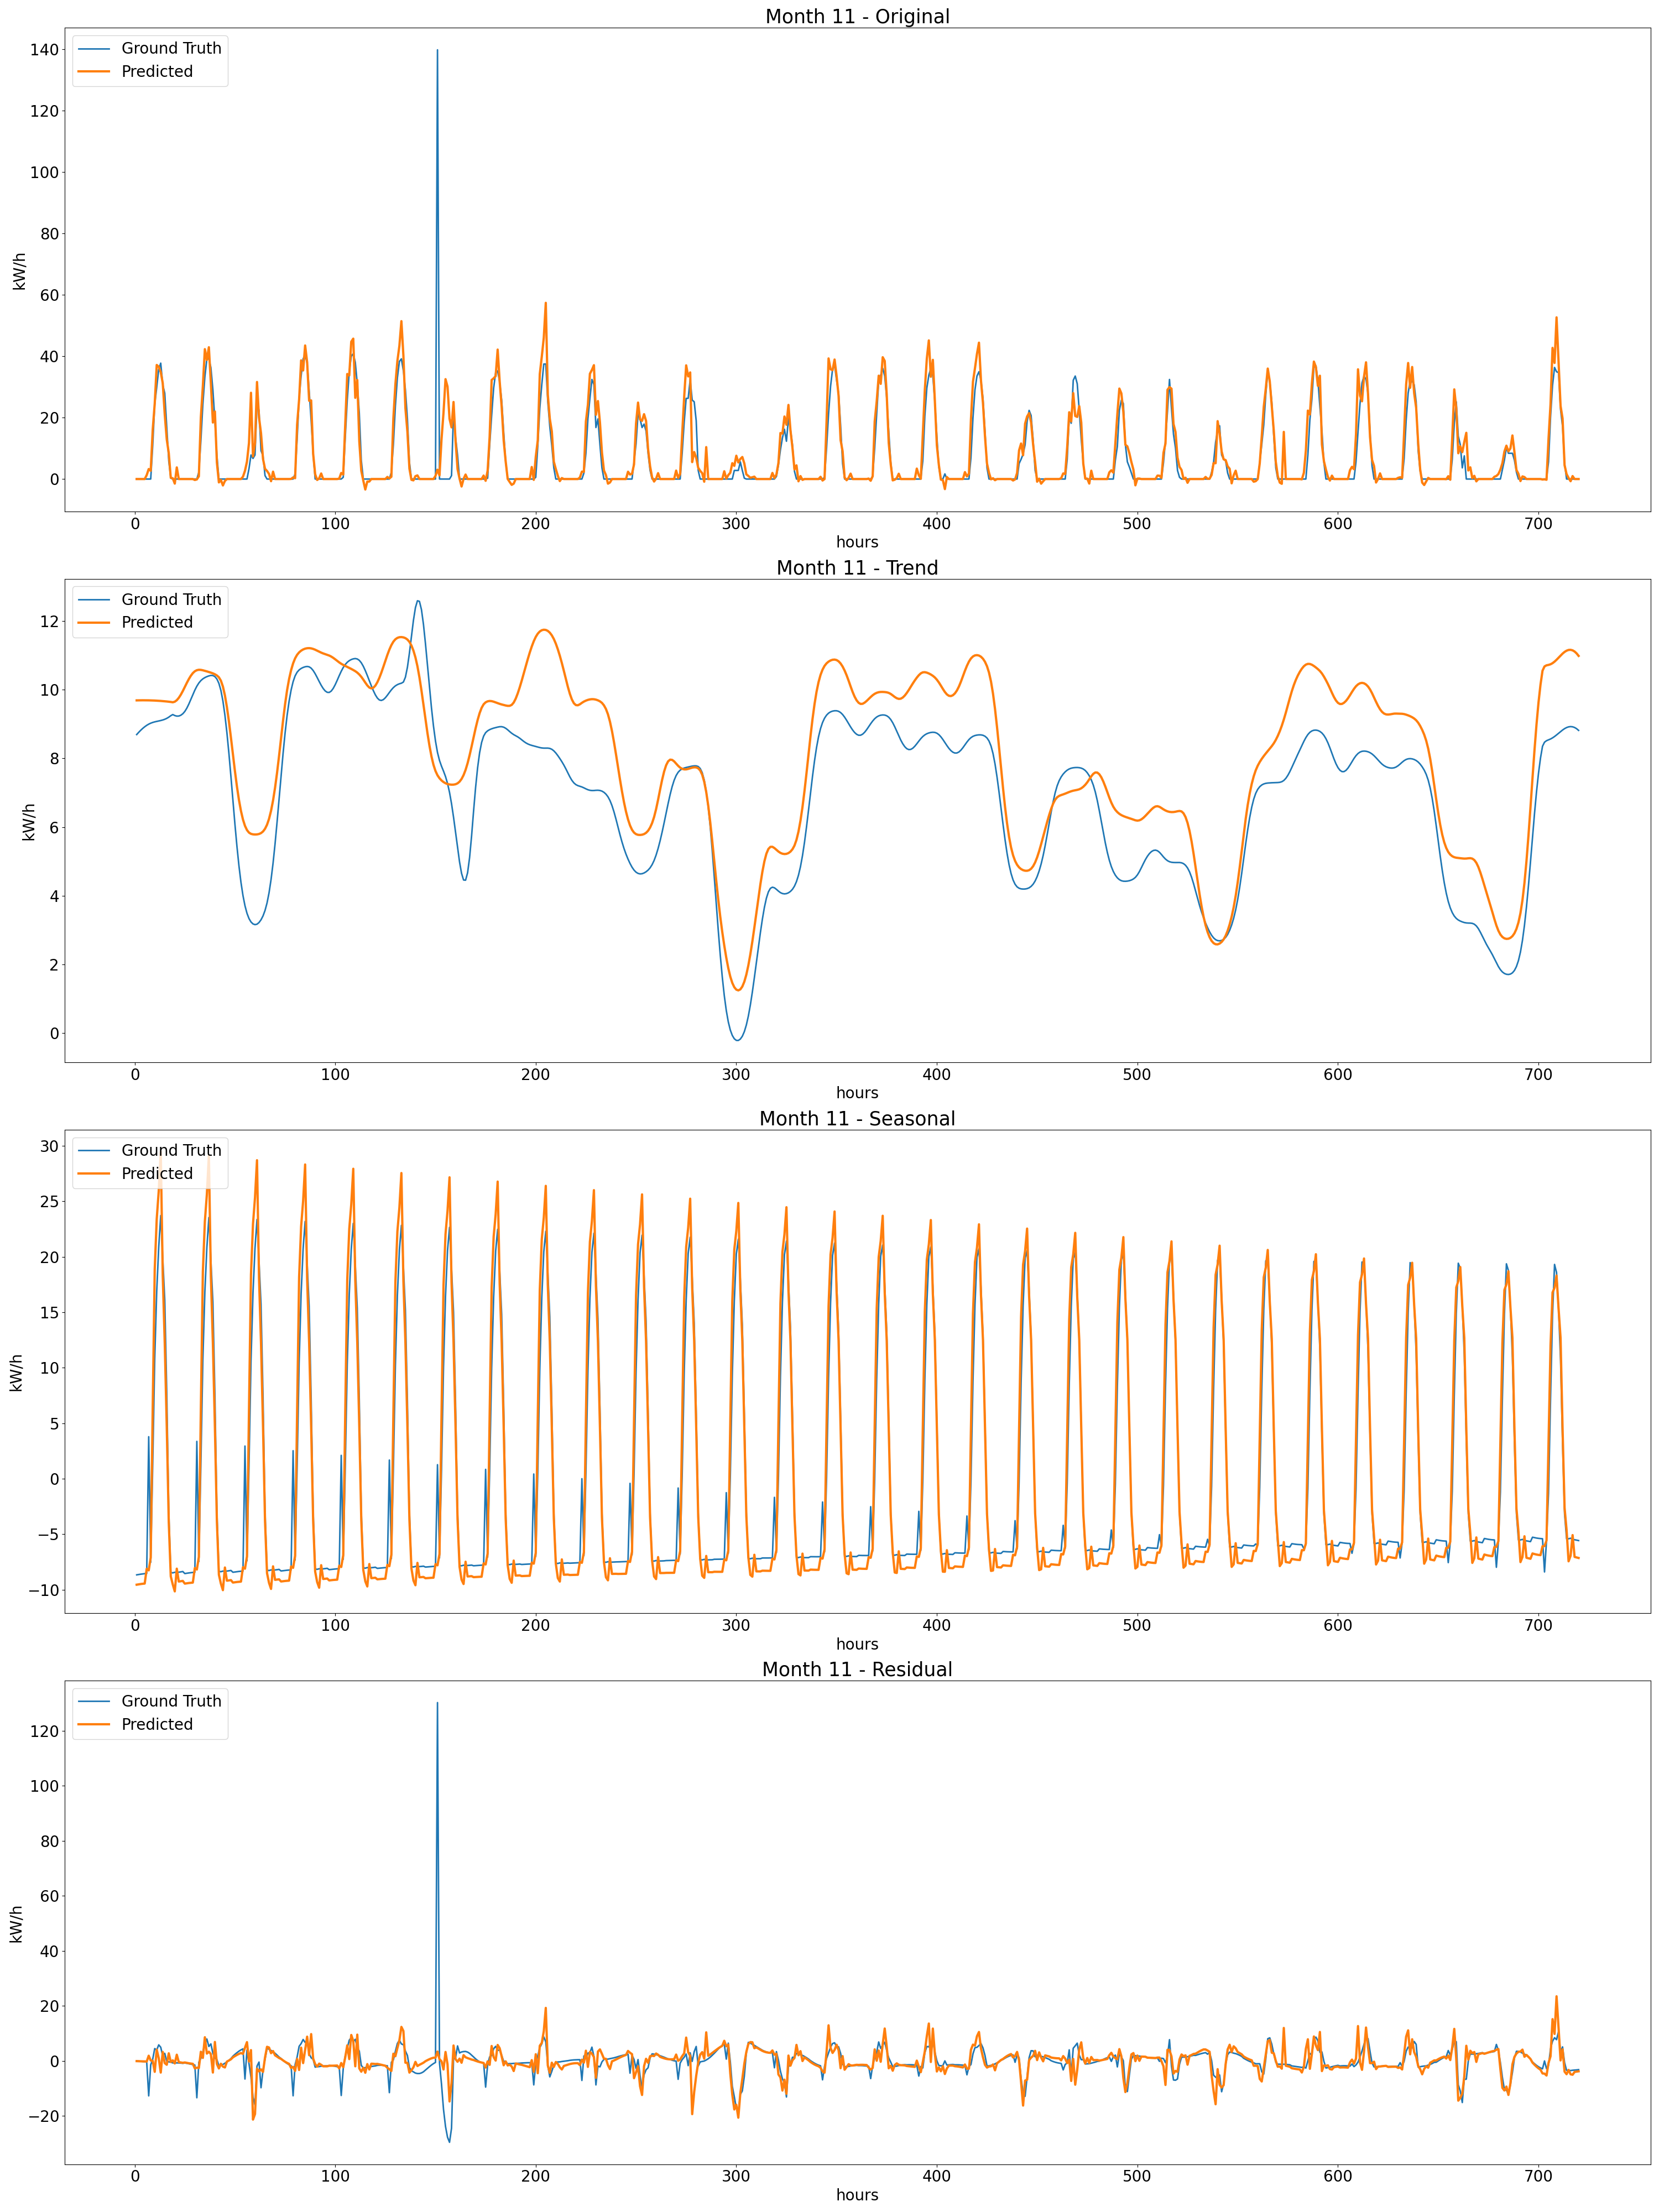 Month 11 - Original
Ground Truth
Predicted
140
120
100
80
60
40
20
0
kW/h
0 100 200 300 400 500 600 700
hours
Month 11 - Trend
Ground Truth
Predicted
12
10
8
6
4
2
0
kW/h
0 100 200 300 400 500 600 700
hours
Month 11 - Seasonal
Ground Truth
Predicted
30
25
20
15
10
5
0
−5
−10
kW/h
0 100 200 300 400 500 600 700
hours
Month 11 - Residual
Ground Truth
Predicted
120
100
80
60
40
20
0
−20
kW/h
0 100 200 300 400 500 600 700
hours